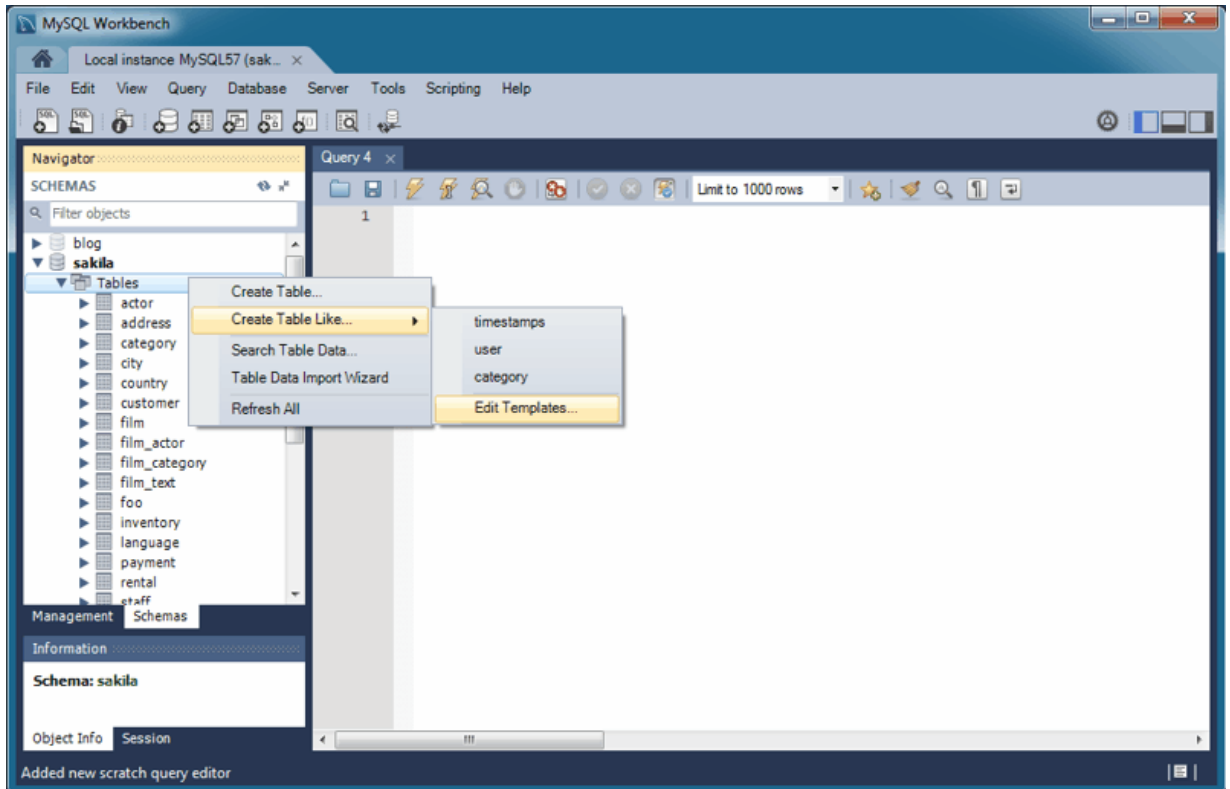 MySQL Workbench
Local instance MySQL57 (sak...
File Edit View Query Database Server Tools Scripting Help
Navigator
SCHEMAS
Filter objects
blog
sakila
Tables
actor
address
category
city
country
customer
film
film_actor
film_category
film_text
foo
inventory
language
payment
rental
staff
Management Schemas
Information
Schema: sakila
Object Info Session
Query 4
Limit to 1000 rows
1
Create Table...
Create Table Like...
Search Table Data...
Table Data Import Wizard
Refresh All
timestamps
user
category
Edit Templates...
Added new scratch query editor